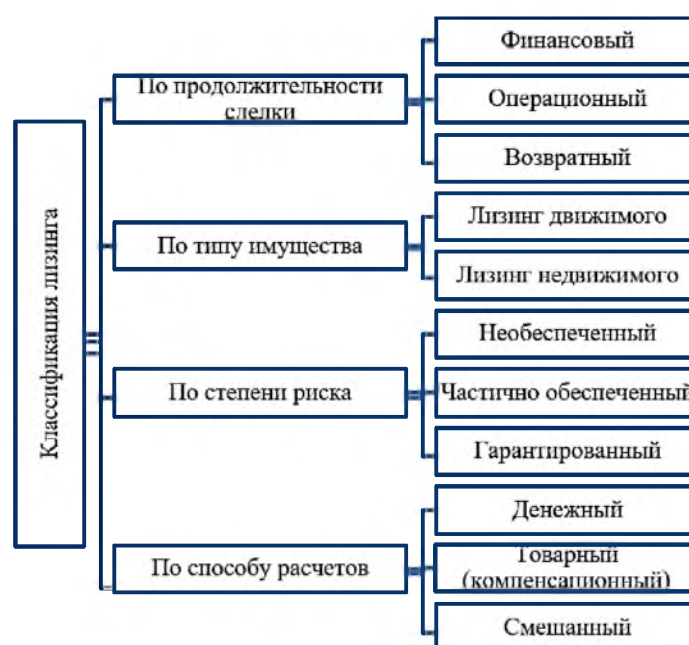 Классификация лизинга
По продолжительности
сделки
Финансовый
Операционный
Возвратный
По типу имущества
Лизинг движимого
Лизинг недвижимого
По степени риска
Необеспеченный
Частично обеспеченный
Гарантированный
По способу расчетов
Денежный
Товарный
(компенсационный)
Смешанный